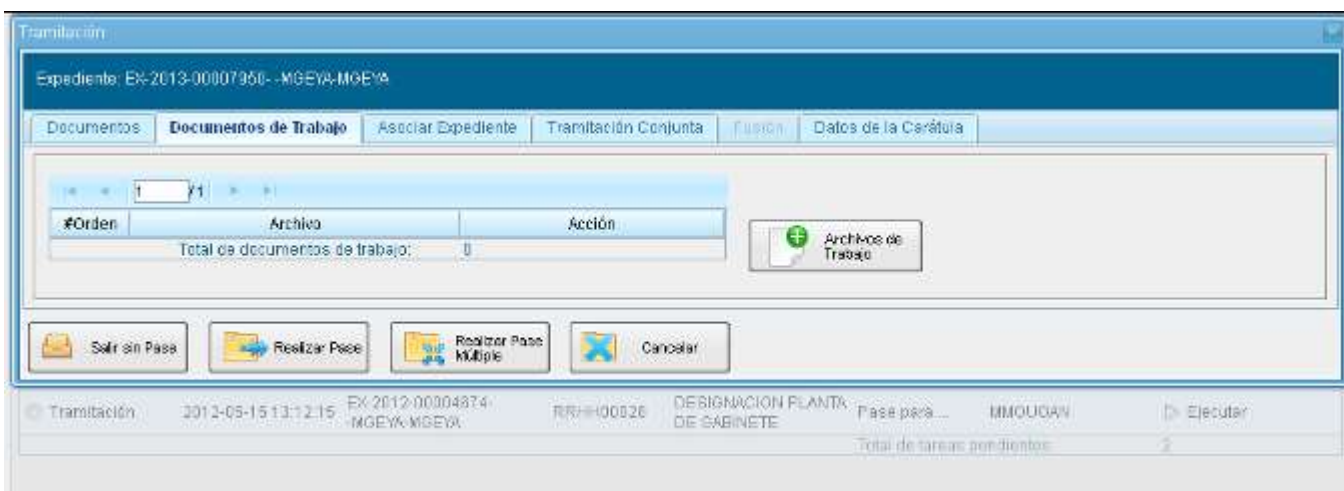 Tramitación
Expediente: EX-2013-00007950- -MGEYA-MGEYA
Documentos Documentos de Trabajo Asociar Expediente Tramitación Conjunta Fusión Datos de la Carátula
1 /1
#Orden Archivo Acción
Total de documentos de trabajo: 0
Archivos de
Trabajo
Salir sin Pase Realizar Pase Realizar Pase
Múltiple Cancelar
Tramitación 2012-05-15 13:12:15 EX-2012-00004874-
-MGEYA-MGEYA DESIGNACION PLANTA
DE GABINETE Pase para ... Ejecutar
Total de tareas pendientes: 2